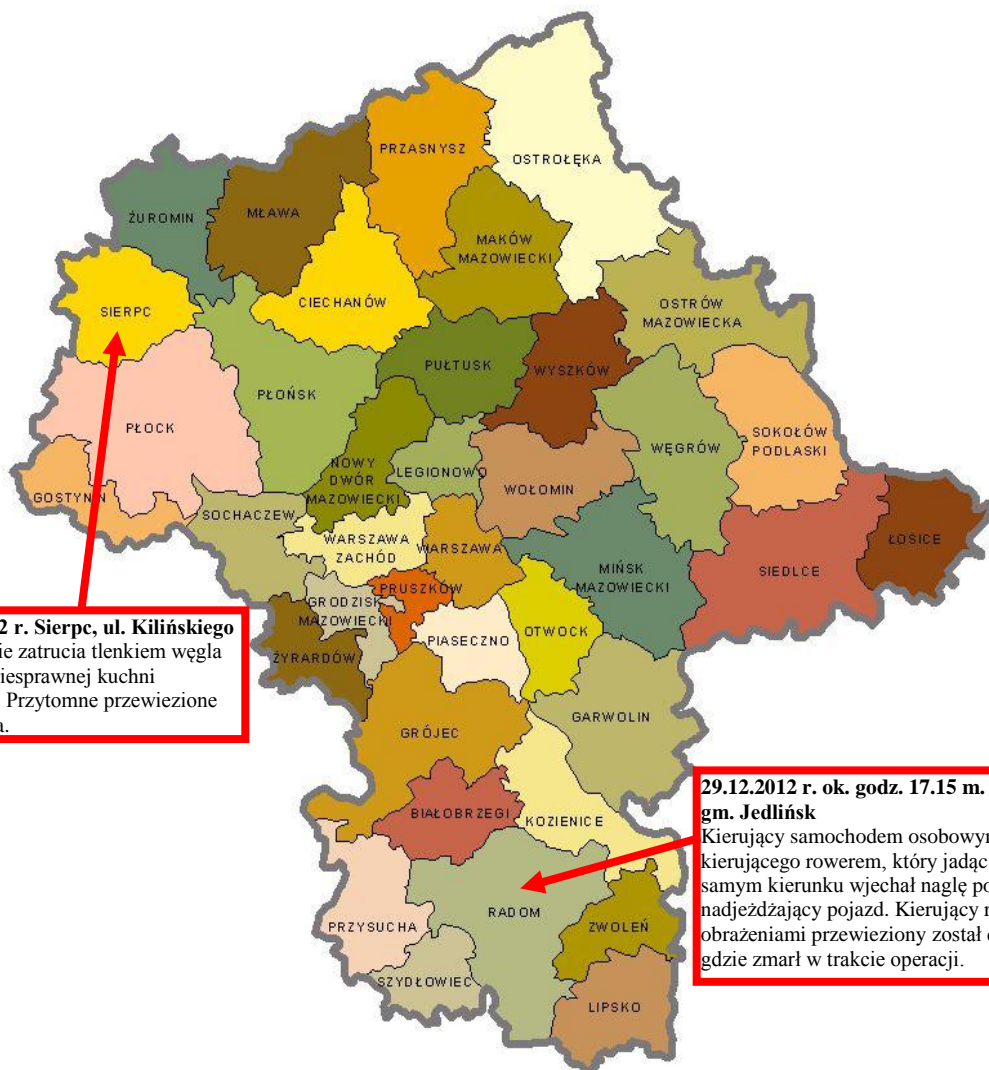 PRZASNYSZ
OSTROŁĘKA
ŻUROMIN
MŁAWA
MAKÓW
MAZOWIECKI
CIECHANÓW
SIERPC
OSTRÓW
MAZOWIECKA
PUŁTUSK
WYSZKÓW
PŁOŃSK
PŁOCK
WĘGRÓW
SOKOŁÓW
PODLASKI
NOWY
DWÓR
MAZOWIECKI
LEGIONOWO
WOŁOMIN
GOSTYNIN
SOCHACZEW
WARSZAWA
ZACHÓD
WARSZAWA
MIŃSK
MAZOWIECKI
SIEDLCE
ŁOSICE
PRUSZKÓW
GRODZISK
MAZOWIECKI
PIASECZNO
OTWOCK
ŻYRARDÓW
2 r. Sierpc, ul. Kilińskiego
ie zatrucia tlenkiem węgla
iesprawnej kuchni
Przytomne przewiezione
a.
GARWOLIN
GRÓJEC
BIAŁOBRZEGI
KOZIENICE
29.12.2012 r. ok. godz. 17.15 m.
gm. Jedlińsk
Kierujący samochodem osobowym
kierującego rowerem, który jadąc
samym kierunku wjechał nagle po
nadjeżdżający pojazd. Kierujący r
obrażeniami przewieziony został
gdzie zmarł w trakcie operacji.
RADOM
PRZYSUCHA
ZWOLEŃ
SZYDŁOWIEC
LIPSKO